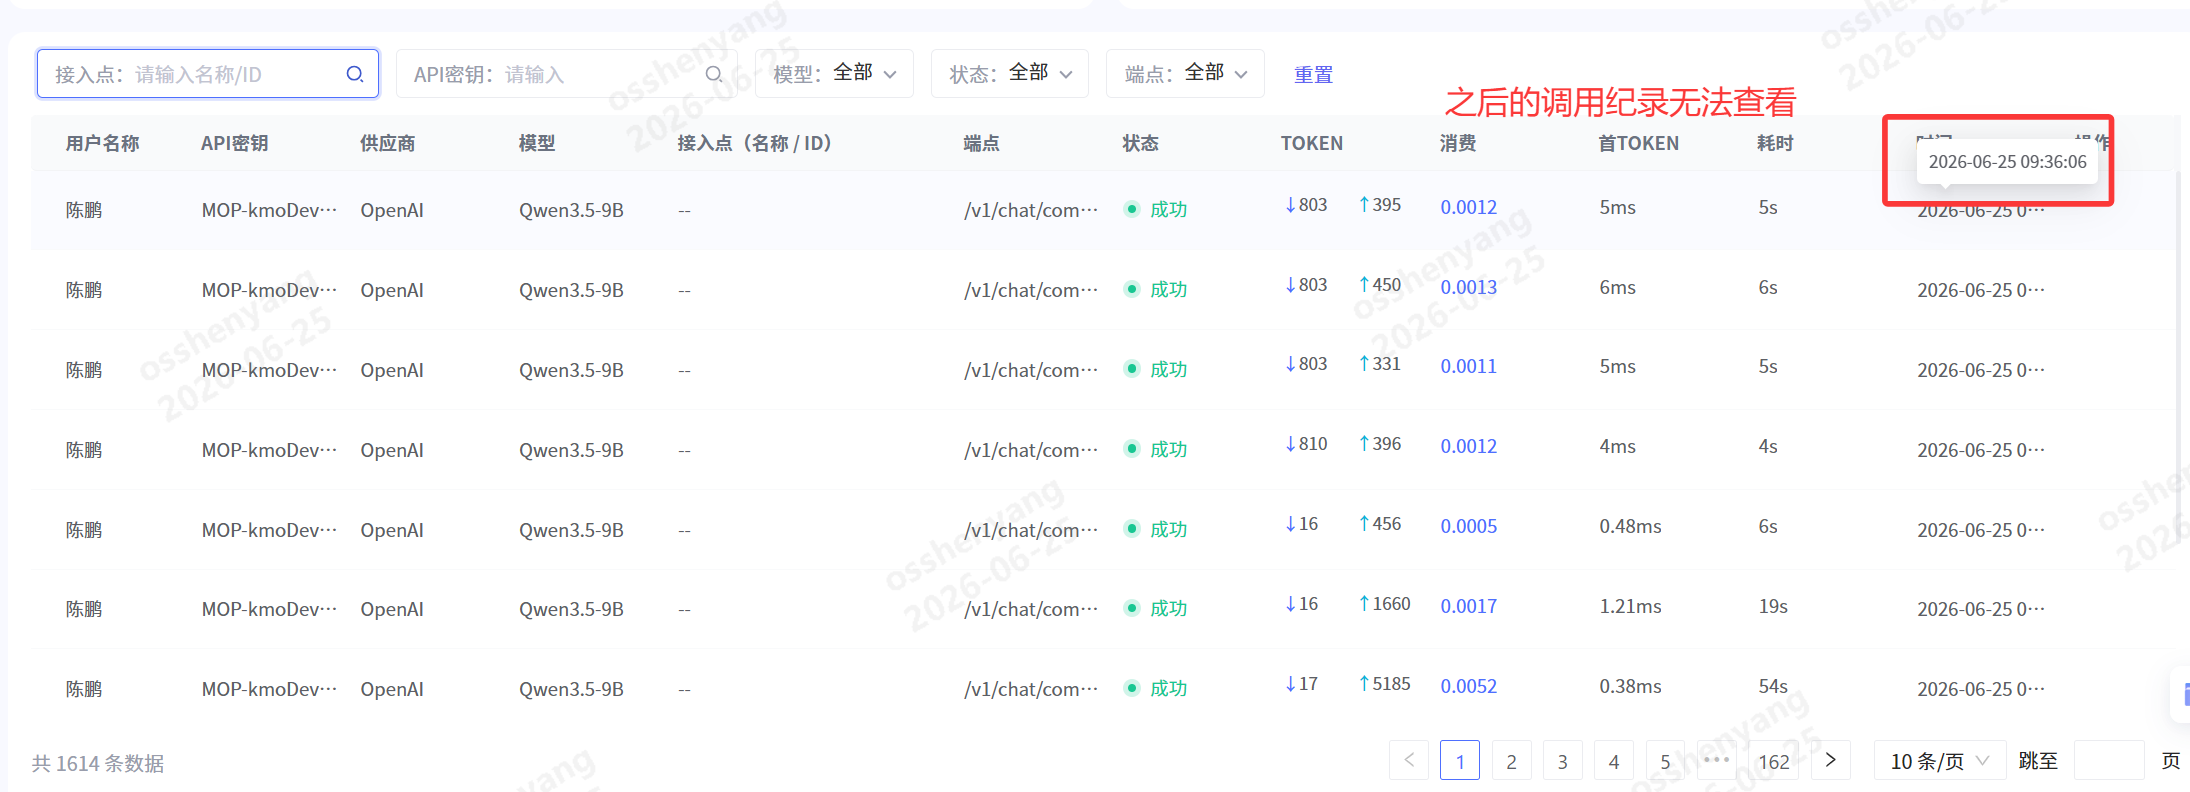 接入点： 请输入名称/ID API密钥： 请输入 模型： 全部 状态： 全部 端点： 全部 重置
之后的调用纪录无法查看
用户名称 API密钥 供应商 模型 接入点（名称 / ID） 端点 状态 TOKEN 消费 首TOKEN 耗时 时间 操作
2026-06-25 09:36:06
陈鹏 MOP-kmoDev··· OpenAI Qwen3.5-9B -- /v1/chat/com··· 成功 ↓803 ↑395 0.0012 5ms 5s 2026-06-25 0···
陈鹏 MOP-kmoDev··· OpenAI Qwen3.5-9B -- /v1/chat/com··· 成功 ↓803 ↑450 0.0013 6ms 6s 2026-06-25 0···
陈鹏 MOP-kmoDev··· OpenAI Qwen3.5-9B -- /v1/chat/com··· 成功 ↓803 ↑331 0.0011 5ms 5s 2026-06-25 0···
陈鹏 MOP-kmoDev··· OpenAI Qwen3.5-9B -- /v1/chat/com··· 成功 ↓810 ↑396 0.0012 4ms 4s 2026-06-25 0···
陈鹏 MOP-kmoDev··· OpenAI Qwen3.5-9B -- /v1/chat/com··· 成功 ↓16 ↑456 0.0005 0.48ms 6s 2026-06-25 0···
陈鹏 MOP-kmoDev··· OpenAI Qwen3.5-9B -- /v1/chat/com··· 成功 ↓16 ↑1660 0.0017 1.21ms 19s 2026-06-25 0···
陈鹏 MOP-kmoDev··· OpenAI Qwen3.5-9B -- /v1/chat/com··· 成功 ↓17 ↑5185 0.0052 0.38ms 54s 2026-06-25 0···
共 1614 条数据 < 1 2 3 4 5 ··· 162 > 10 条/页 跳至 页
osshenyang
2026-06-25